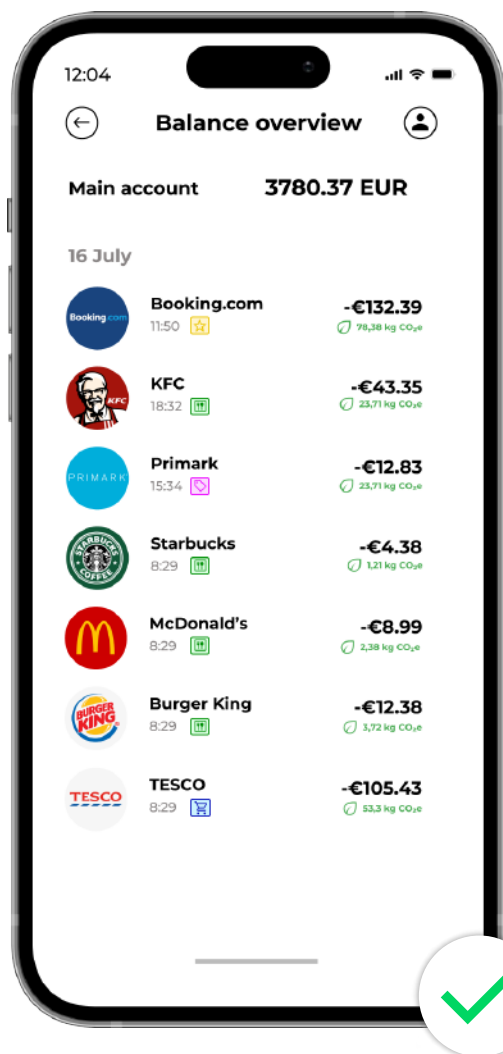 12:04
Balance overview
Main account 3780.37 EUR
16 July
Booking.com
Booking.com -€132.39
11:50 78,38 kg CO₂e
KFC
KFC -€43.35
18:32 23,71 kg CO₂e
PRIMARK
Primark -€12.83
15:34 23,71 kg CO₂e
STARBUCKS
COFFEE
Starbucks -€4.38
8:29 1,21 kg CO₂e
McDonald's -€8.99
8:29 2,38 kg CO₂e
BURGER
KING
Burger King -€12.38
8:29 3,72 kg CO₂e
TESCO
TESCO -€105.43
8:29 53,3 kg CO₂e